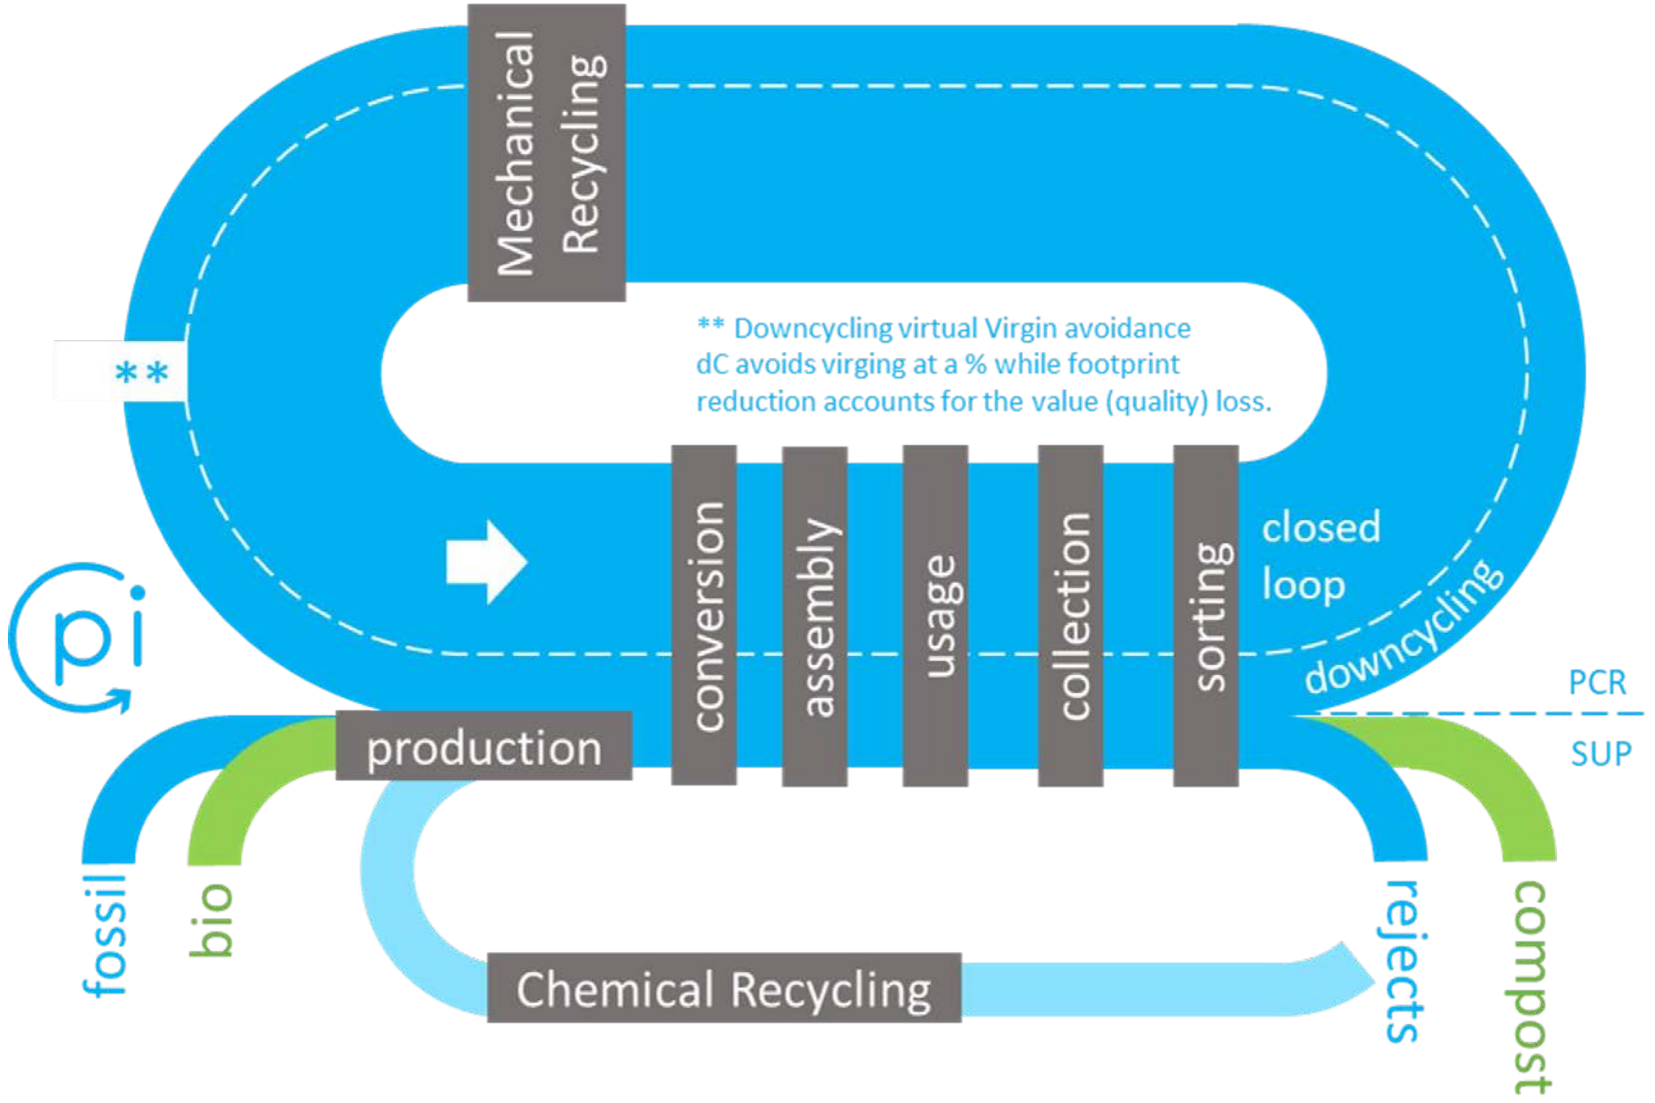 Mechanical
Recycling
** Downcycling virtual Virgin avoidance
dC avoids virging at a % while footprint
reduction accounts for the value (quality) loss.
**
conversion
assembly
usage
collection
sorting
closed
loop
downcycling
pi
PCR
SUP
production
fossil
bio
Chemical Recycling
rejects
compost